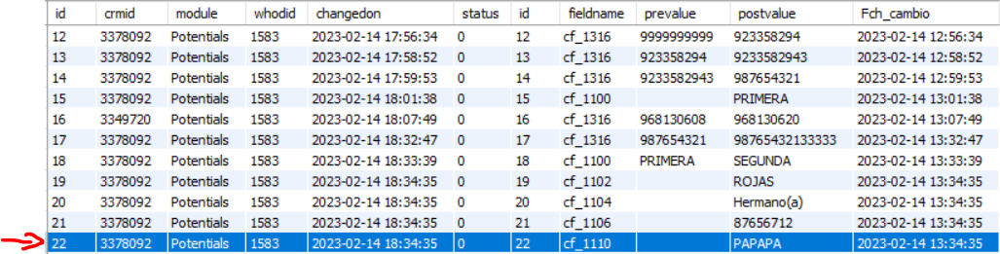 id crmid module whodid changedon status id fieldname prevalue postvalue Fch_cambio
12 3378092 Potentials 1583 2023-02-14 17:56:34 0 12 cf_1316 9999999999 923358294 2023-02-14 12:56:34
13 3378092 Potentials 1583 2023-02-14 17:58:52 0 13 cf_1316 923358294 9233582943 2023-02-14 12:58:52
14 3378092 Potentials 1583 2023-02-14 17:59:53 0 14 cf_1316 9233582943 987654321 2023-02-14 12:59:53
15 3378092 Potentials 1583 2023-02-14 18:01:38 0 15 cf_1100 PRIMERA 2023-02-14 13:01:38
16 3349720 Potentials 1583 2023-02-14 18:07:49 0 16 cf_1316 968130608 968130620 2023-02-14 13:07:49
17 3378092 Potentials 1583 2023-02-14 18:32:47 0 17 cf_1316 987654321 98765432133333 2023-02-14 13:32:47
18 3378092 Potentials 1583 2023-02-14 18:33:39 0 18 cf_1100 PRIMERA SEGUNDA 2023-02-14 13:33:39
19 3378092 Potentials 1583 2023-02-14 18:34:35 0 19 cf_1102 ROJAS 2023-02-14 13:34:35
20 3378092 Potentials 1583 2023-02-14 18:34:35 0 20 cf_1104 Hermano(a) 2023-02-14 13:34:35
21 3378092 Potentials 1583 2023-02-14 18:34:35 0 21 cf_1106 87656712 2023-02-14 13:34:35
22 3378092 Potentials 1583 2023-02-14 18:34:35 0 22 cf_1110 PAPAPA 2023-02-14 13:34:35